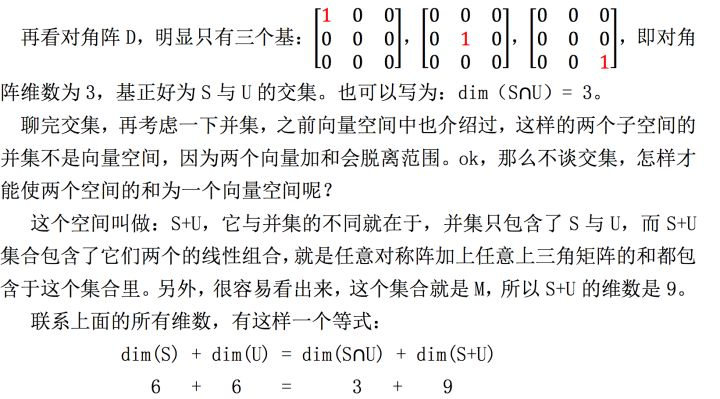 再看对角阵 D，明显只有三个基：[1 0 0; 0 0 0; 0 0 0]，[0 0 0; 0 1 0; 0 0 0]，[0 0 0; 0 0 0; 0 0 1]，即对角
阵维数为 3，基正好为 S 与 U 的交集。也可以写为：dim（S∩U）= 3。
聊完交集，再考虑一下并集，之前向量空间中也介绍过，这样的两个子空间的
并集不是向量空间，因为两个向量加和会脱离范围。ok，那么不谈交集，怎样才
能使两个空间的和为一个向量空间呢？
这个空间叫做：S+U，它与并集的不同就在于，并集只包含了 S 与 U，而 S+U
集合包含了它们两个的线性组合，就是任意对称阵加上任意上三角矩阵的和都包
含于这个集合里。另外，很容易看出来，这个集合就是 M，所以 S+U 的维数是 9。
联系上面的所有维数，有这样一个等式：
dim(S) + dim(U) = dim(S∩U) + dim(S+U)
6 + 6 = 3 + 9